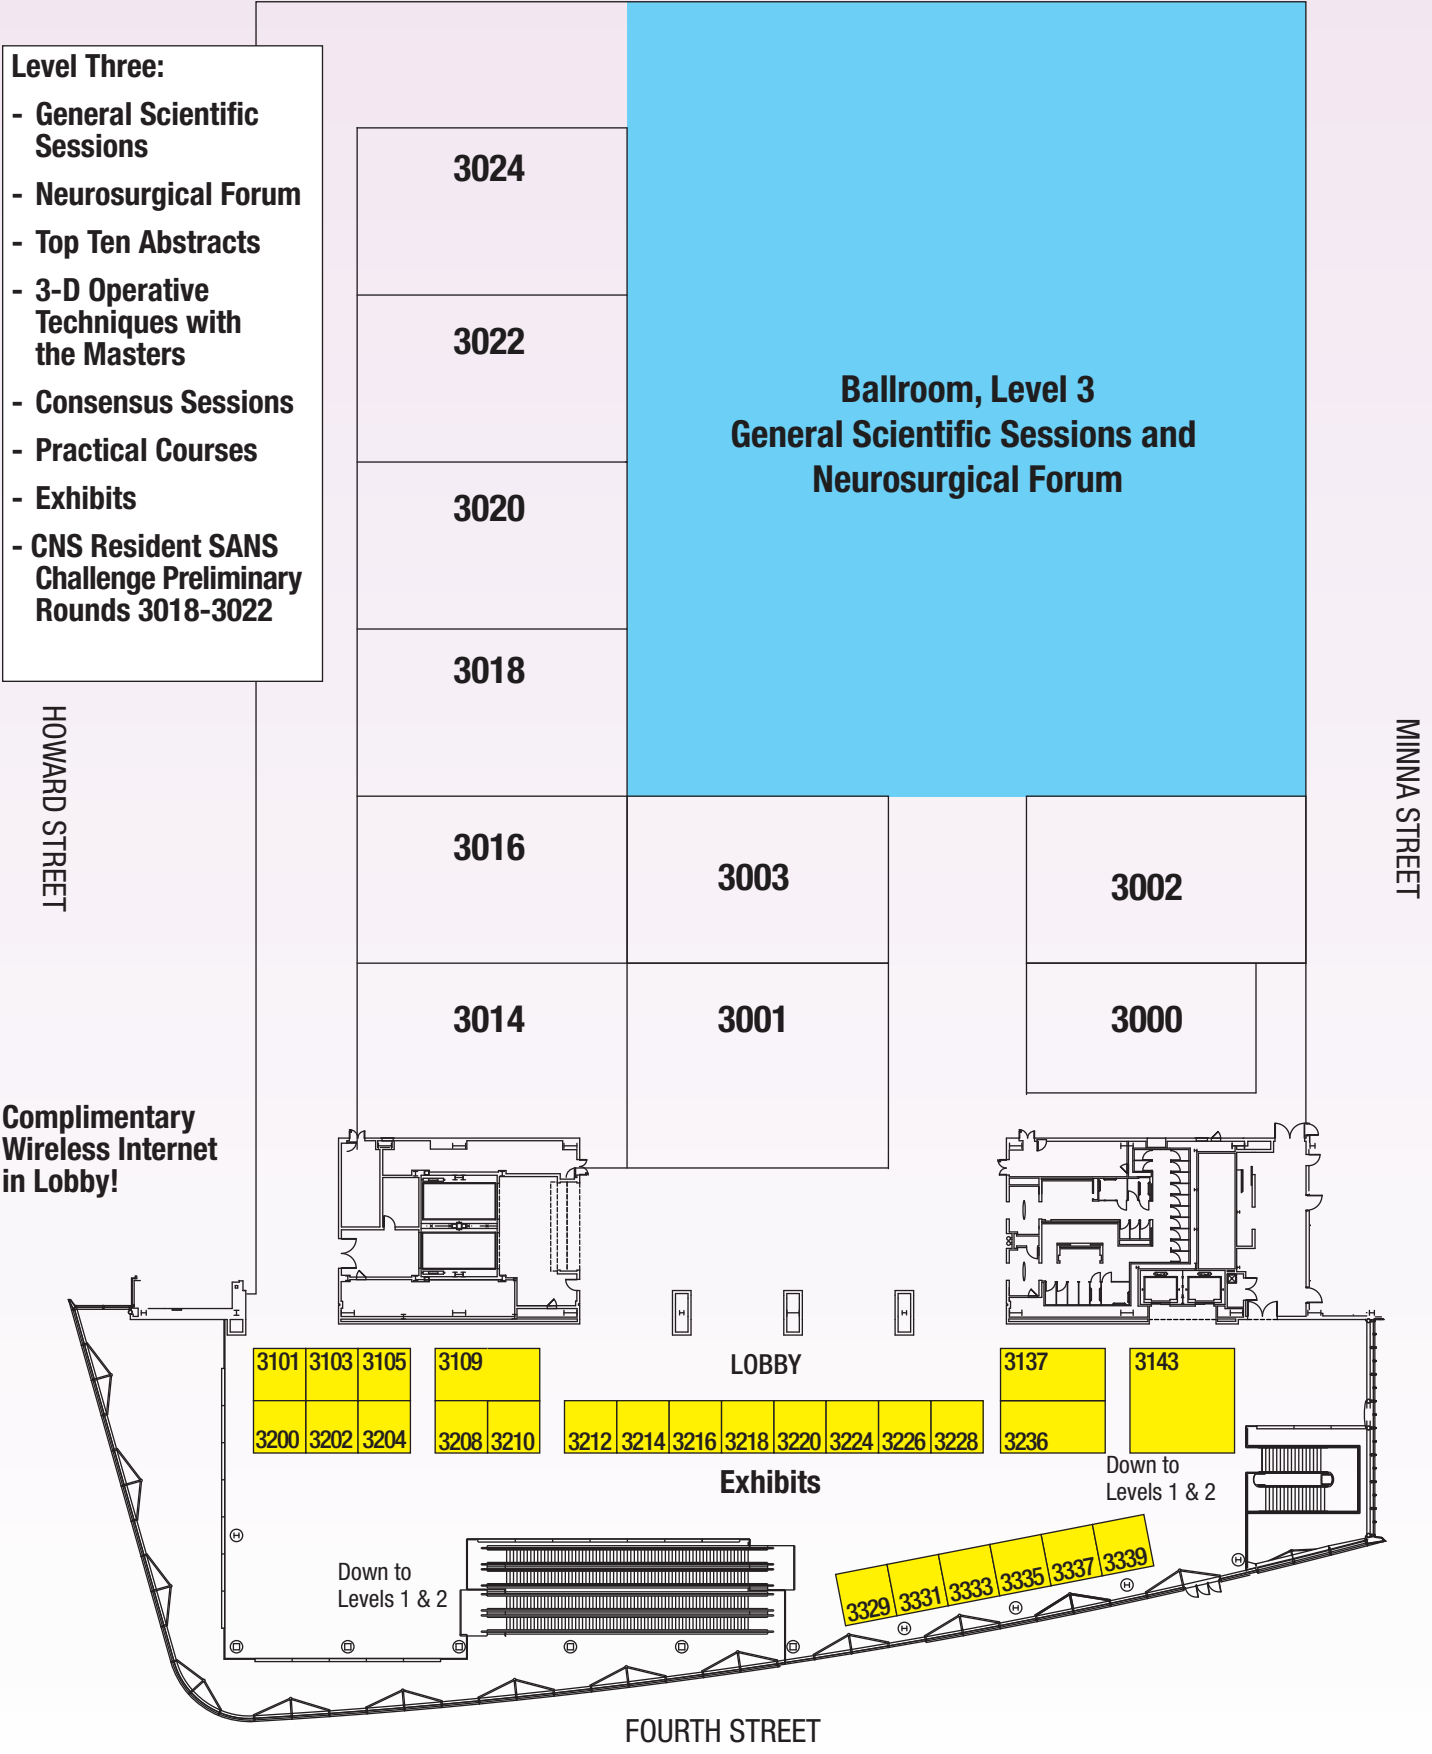 Level Three:
- General Scientific
Sessions
- Neurosurgical Forum
- Top Ten Abstracts
- 3-D Operative
Techniques with
the Masters
- Consensus Sessions
- Practical Courses
- Exhibits
- CNS Resident SANS
Challenge Preliminary
Rounds 3018-3022
3024
3022
3020
3018
Ballroom, Level 3
General Scientific Sessions and
Neurosurgical Forum
HOWARD STREET
MINNA STREET
3016
3003
3002
3014
3001
3000
Complimentary
Wireless Internet
in Lobby!
LOBBY
3101 3103 3105
3109
3137
3143
3200 3202 3204
3208 3210
3212 3214 3216 3218 3220 3224 3226 3228
3236
Exhibits
Down to
Levels 1 & 2
Down to
Levels 1 & 2
3329 3331 3333 3335 3337 3339
FOURTH STREET